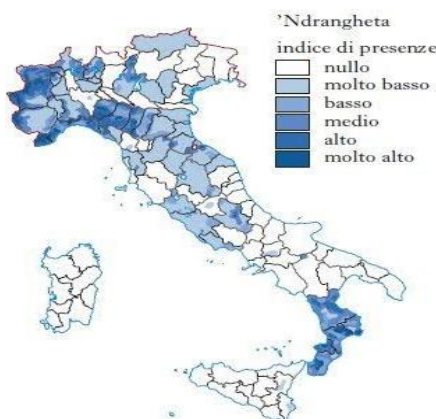 'Ndrangheta
indice di presenze
nullo
molto basso
basso
medio
alto
molto alto